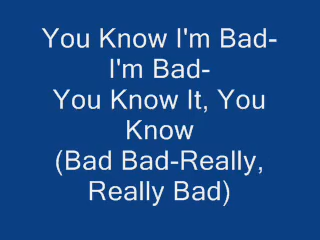 You Know I'm Bad-
I'm Bad-
You Know It, You
Know
(Bad Bad-Really,
Really Bad)